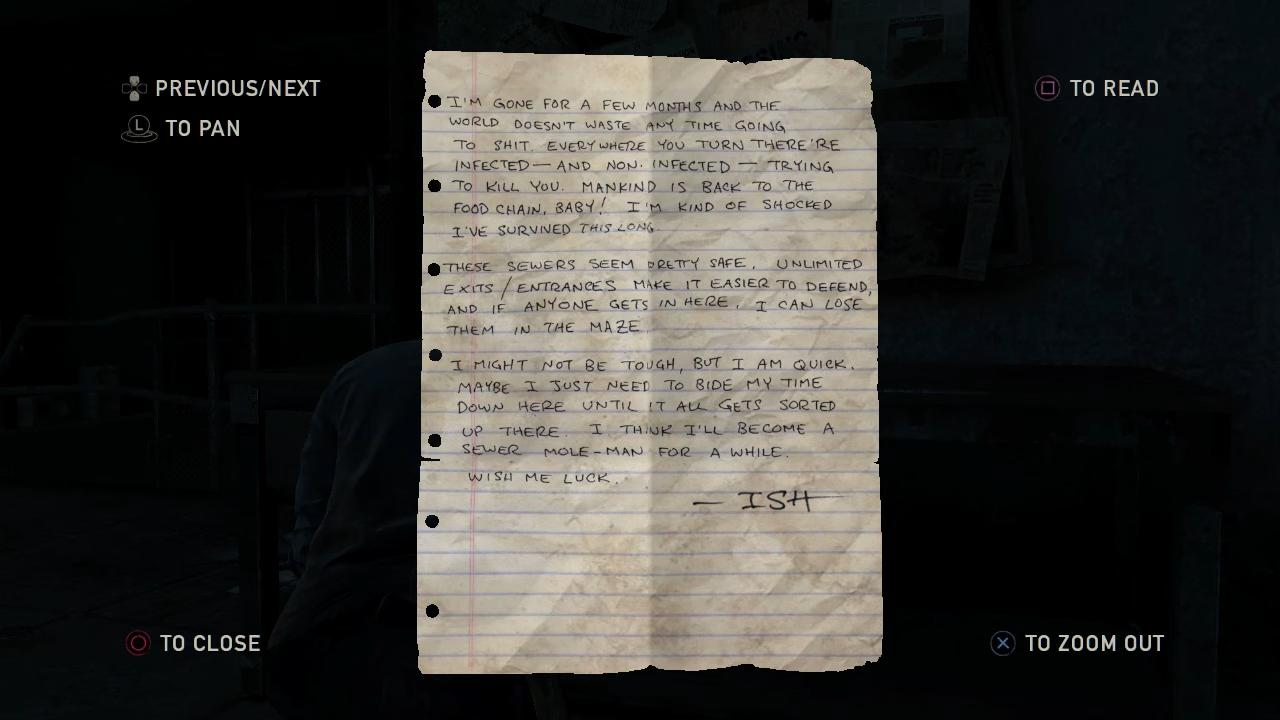 PREVIOUS/NEXT
L TO PAN
TO READ
I'M GONE FOR A FEW MONTHS AND THE
WORLD DOESN'T WASTE ANY TIME GOING
TO SHIT. EVERYWHERE YOU TURN THERE'RE
INFECTED — AND NON-INFECTED — TRYING
TO KILL YOU. MANKIND IS BACK TO THE
FOOD CHAIN, BABY! I'M KIND OF SHOCKED
I'VE SURVIVED THIS LONG.
THESE SEWERS SEEM PRETTY SAFE. UNLIMITED
EXITS / ENTRANCES MAKE IT EASIER TO DEFEND,
AND IF ANYONE GETS IN HERE, I CAN LOSE
THEM IN THE MAZE.
I MIGHT NOT BE TOUGH, BUT I AM QUICK.
MAYBE I JUST NEED TO BIDE MY TIME
DOWN HERE UNTIL IT ALL GETS SORTED
UP THERE. I THINK I'LL BECOME A
SEWER MOLE-MAN FOR A WHILE.
WISH ME LUCK.
— ISH
TO CLOSE
TO ZOOM OUT